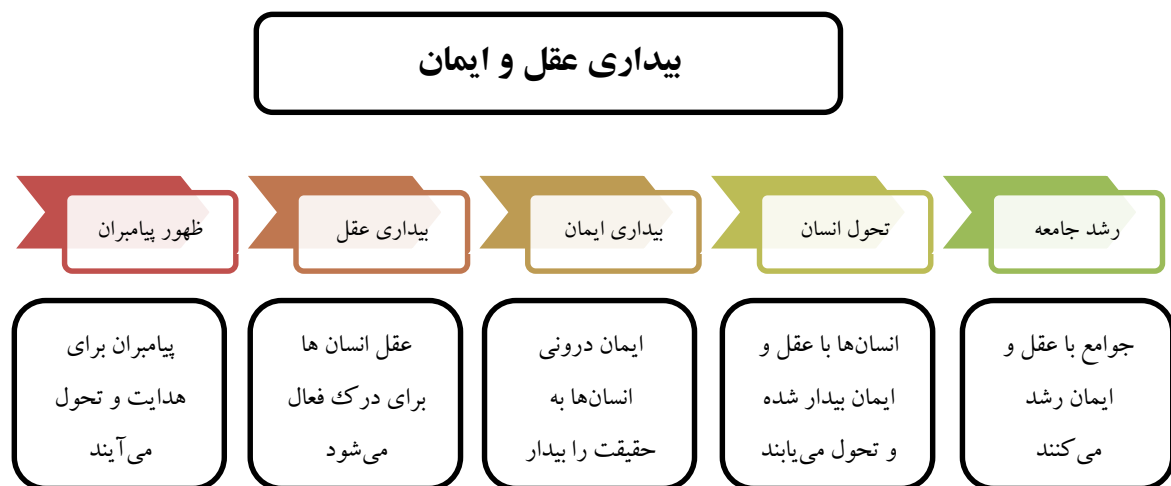 بیداری عقل و ایمان
ظهور پیامبران
بیداری عقل
بیداری ایمان
تحول انسان
رشد جامعه
پیامبران برای
هدایت و تحول
می‌آیند
عقل انسان ها
برای درک فعال
می‌شود
ایمان درونی
انسان‌ها به
حقیقت را بیدار
انسان‌ها با عقل و
ایمان بیدار شده
و تحول می‌یابند
جوامع با عقل و
ایمان رشد
می‌کنند